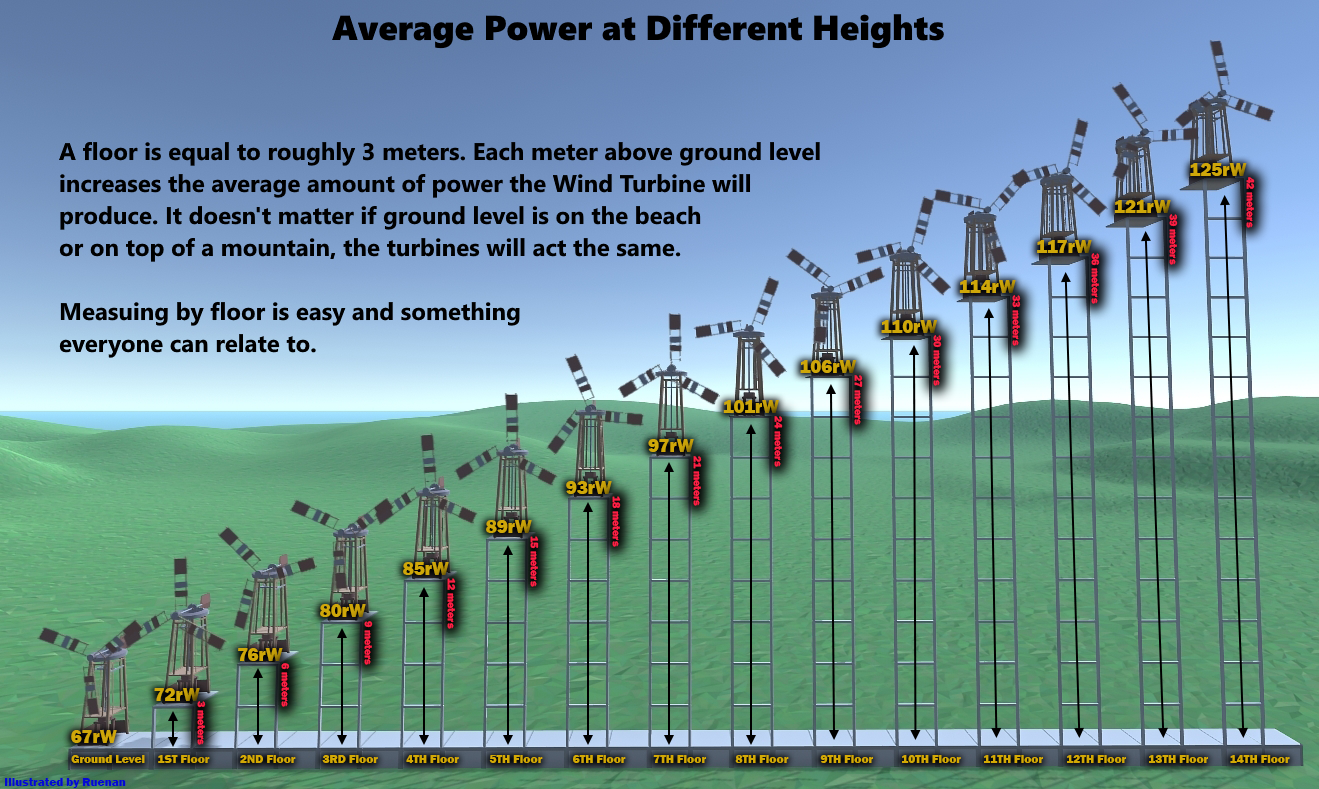 Average Power at Different Heights
A floor is equal to roughly 3 meters. Each meter above ground level
increases the average amount of power the Wind Turbine will
produce. It doesn't matter if ground level is on the beach
or on top of a mountain, the turbines will act the same.
Measuing by floor is easy and something
everyone can relate to.
67rW
72rW
3 meters
76rW
6 meters
80rW
9 meters
85rW
12 meters
89rW
15 meters
93rW
18 meters
97rW
21 meters
101rW
24 meters
106rW
27 meters
110rW
30 meters
114rW
33 meters
117rW
36 meters
121rW
39 meters
125rW
42 meters
Ground Level
1ST Floor
2ND Floor
3RD Floor
4TH Floor
5TH Floor
6TH Floor
7TH Floor
8TH Floor
9TH Floor
10TH Floor
11TH Floor
12TH Floor
13TH Floor
14TH Floor
Illustrated by Ruenan